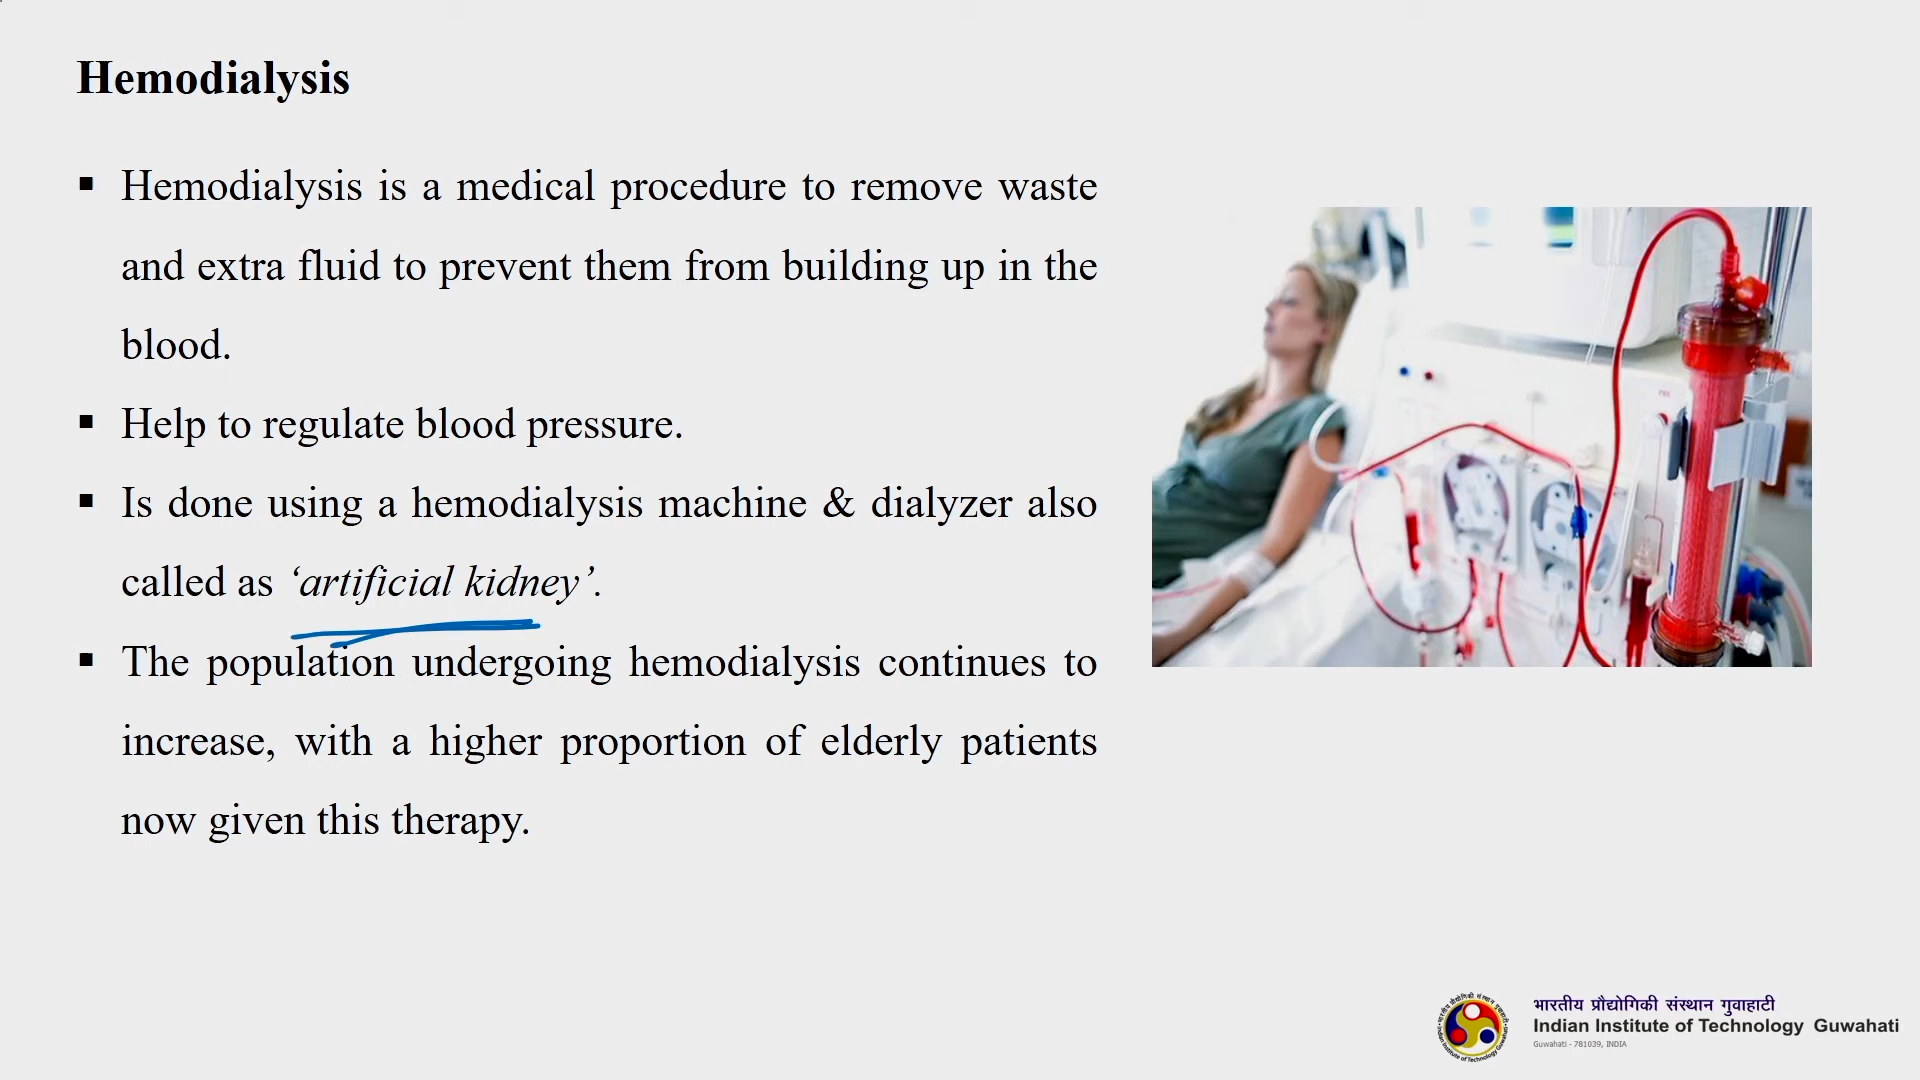 Hemodialysis
▪ Hemodialysis is a medical procedure to remove waste
and extra fluid to prevent them from building up in the
blood.
▪ Help to regulate blood pressure.
▪ Is done using a hemodialysis machine & dialyzer also
called as ‘artificial kidney’.
▪ The population undergoing hemodialysis continues to
increase, with a higher proportion of elderly patients
now given this therapy.
भारतीय प्रौद्योगिकी संस्थान गुवाहाटी
Indian Institute of Technology Guwahati
Guwahati - 781039, INDIA